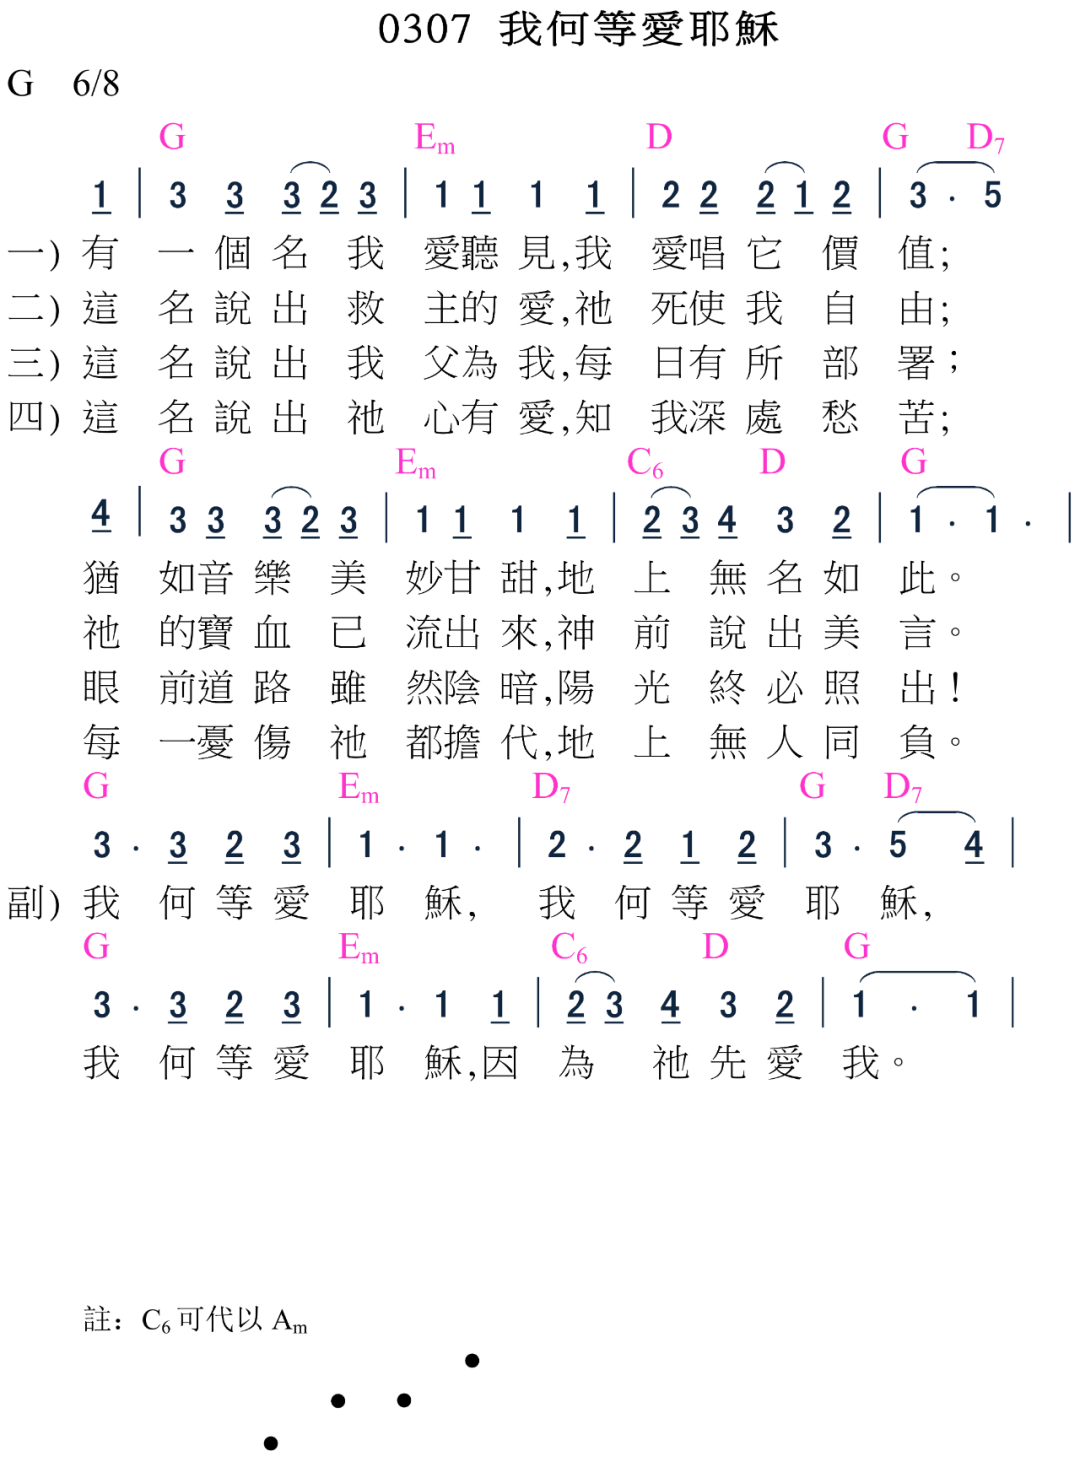 0307 我何等愛耶穌
G 6/8
G Em D G D7
1 | 3 3 3 2 3 | 1 1 1 1 | 2 2 2 1 2 | 3 · 5
一) 有 一 個 名 我 愛聽 見,我 愛唱 它 價 值;
二) 這 名 說 出 救 主的 愛,祂 死使 我 自 由;
三) 這 名 說 出 我 父為 我,每 日有 所 部 署;
四) 這 名 說 出 祂 心有 愛,知 我深 處 愁 苦;
G Em C6 D G
4 | 3 3 3 2 3 | 1 1 1 1 | 2 3 4 3 2 | 1 · 1 · |
猶 如音 樂 美 妙甘 甜,地 上 無 名 如 此。
祂 的寶 血 已 流出 來,神 前 說 出 美 言。
眼 前道 路 雖 然陰 暗,陽 光 終 必 照 出!
每 一憂 傷 祂 都擔 代,地 上 無 人 同 負。
G Em D7 G D7
3 · 3 2 3 | 1 · 1 · | 2 · 2 1 2 | 3 · 5 4 |
副) 我 何 等 愛 耶 穌, 我 何 等 愛 耶 穌,
G Em C6 D G
3 · 3 2 3 | 1 · 1 1 | 2 3 4 3 2 | 1 · 1 |
我 何 等 愛 耶 穌,因 為 祂 先 愛 我。
註: C6可代以 Am